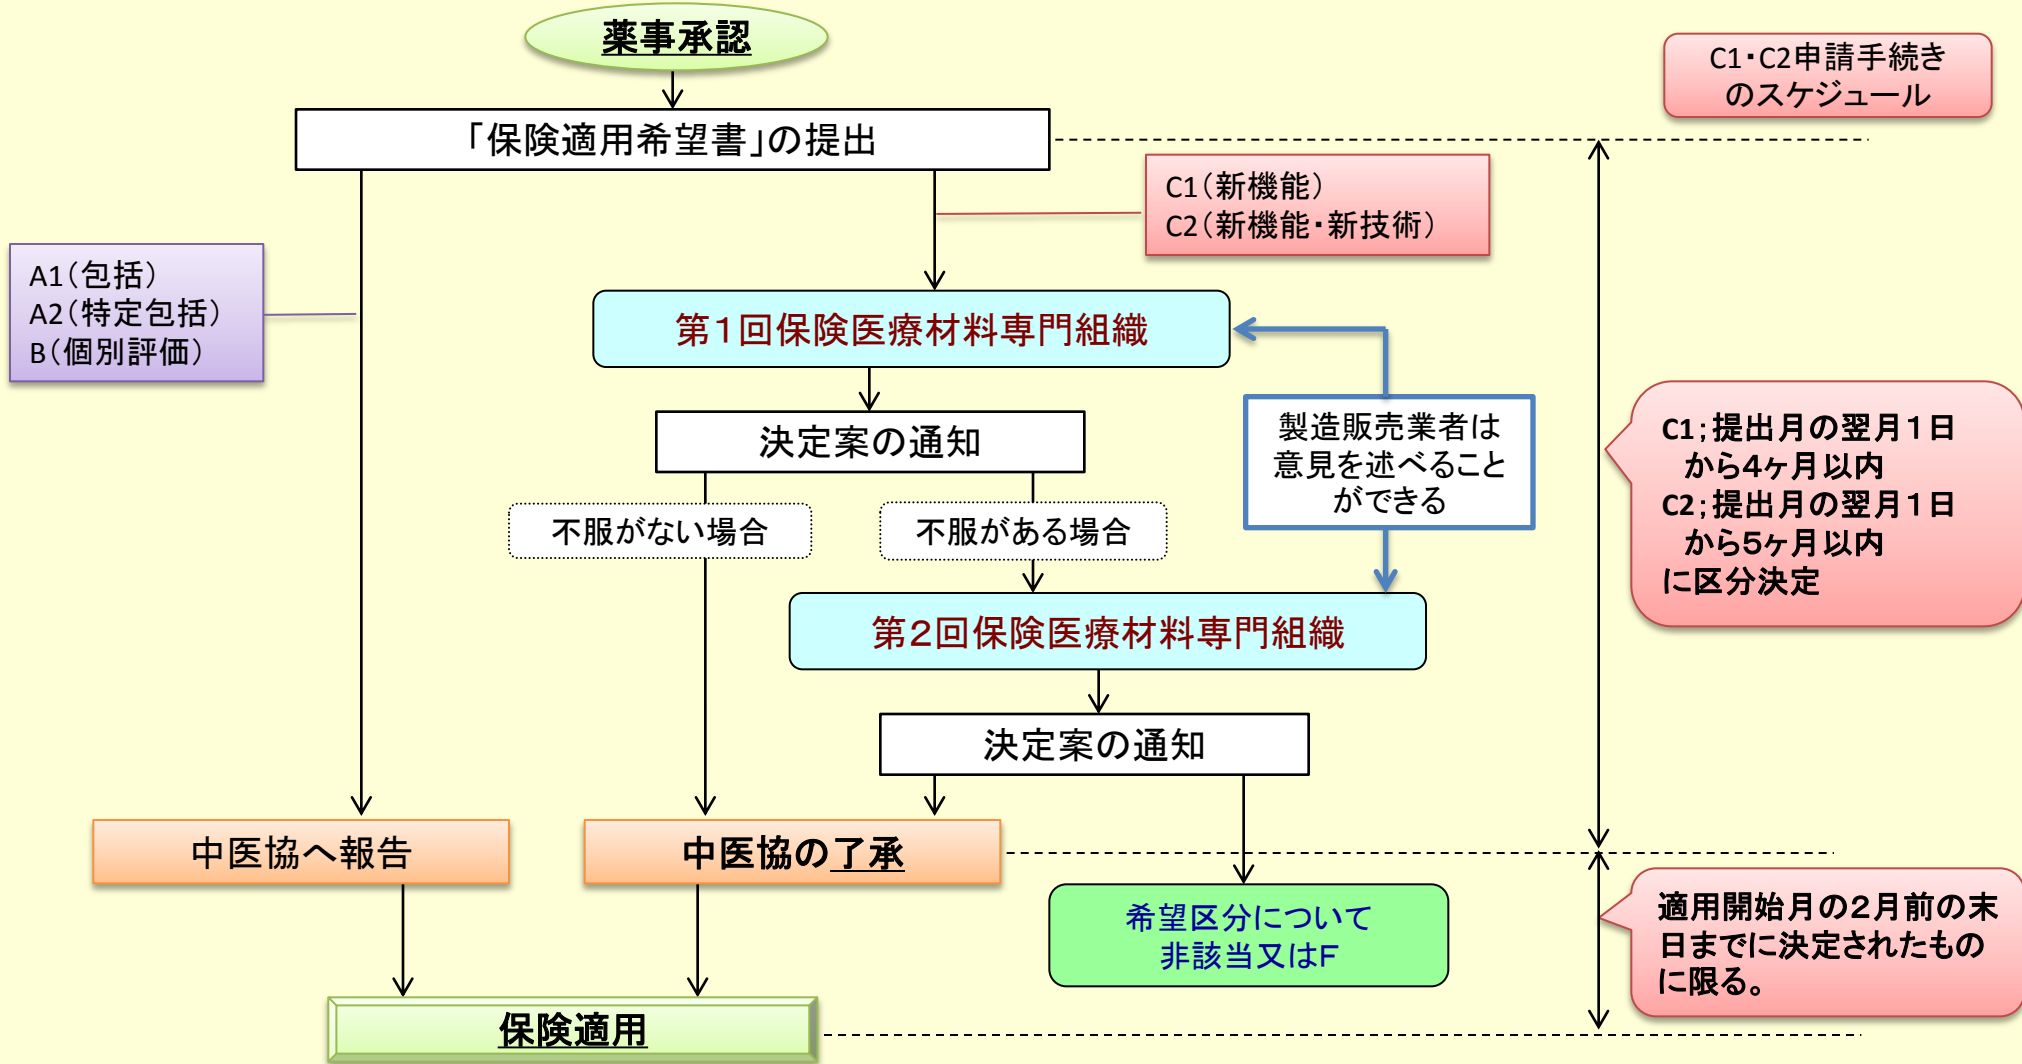 薬事承認
C1・C2申請手続き
のスケジュール
「保険適用希望書」の提出
C1（新機能）
C2（新機能・新技術）
A1（包括）
A2（特定包括）
B（個別評価）
第１回保険医療材料専門組織
決定案の通知
製造販売業者は
意見を述べること
ができる
C1；提出月の翌月１日
から4ヶ月以内
C2；提出月の翌月１日
から5ヶ月以内
に区分決定
不服がない場合
不服がある場合
第２回保険医療材料専門組織
決定案の通知
中医協へ報告
中医協の了承
希望区分について
非該当又はF
適用開始月の２月前の末
日までに決定されたもの
に限る。
保険適用